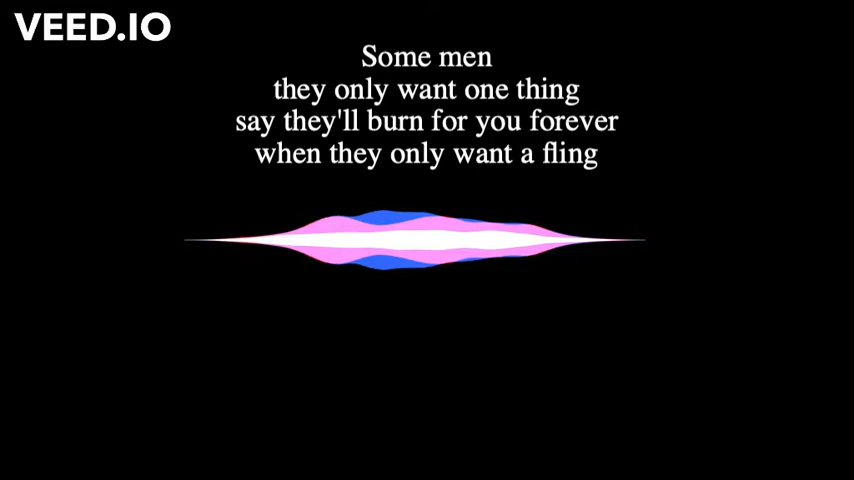 VEED.IO
Some men
they only want one thing
say they'll burn for you forever
when they only want a fling